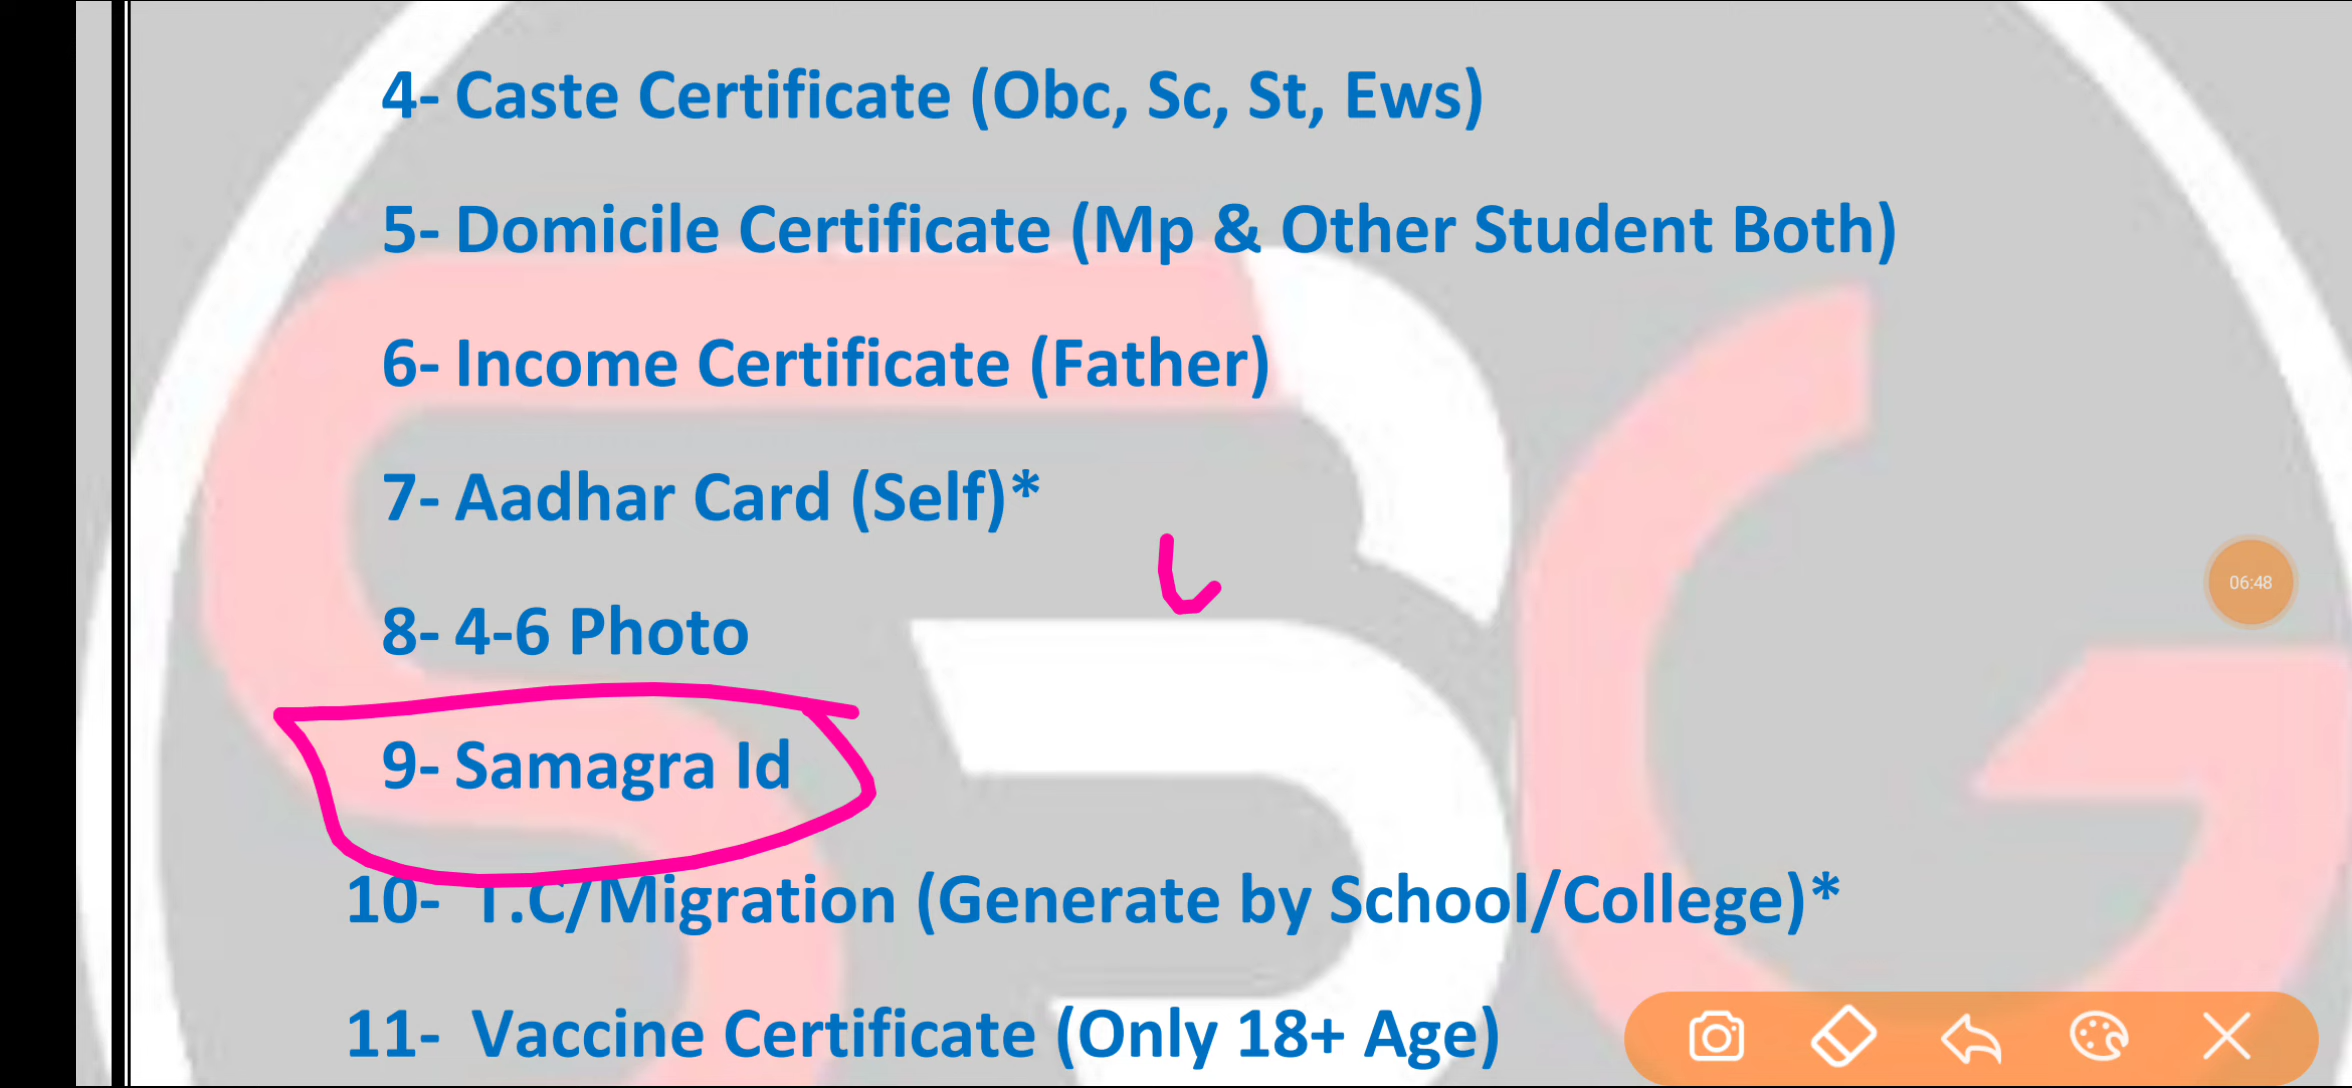 4- Caste Certificate (Obc, Sc, St, Ews)
5- Domicile Certificate (Mp & Other Student Both)
6- Income Certificate (Father)
7- Aadhar Card (Self)*
8- 4-6 Photo
06:48
9- Samagra Id
10- T.C/Migration (Generate by School/College)*
11- Vaccine Certificate (Only 18+ Age)